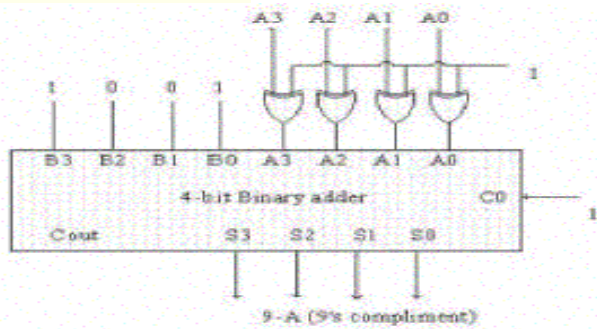 A3 A2 A1 A0
1
1 0 0 1
B3 B2 B1 B0 A3 A2 A1 A0
4-bit Binary adder C0
1
Cout S3 S2 S1 S0
9-A (9's compliment)